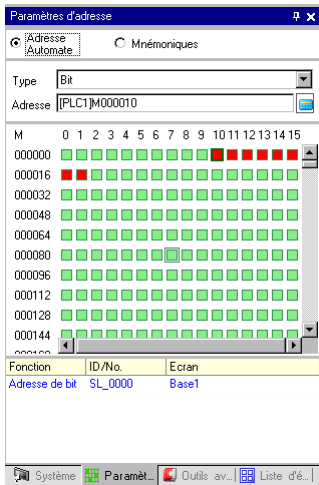 Paramètres d'adresse
Adresse Automate
Mnémoniques
Type Bit
Adresse [PLC1]M000010
M 0 1 2 3 4 5 6 7 8 9 10 11 12 13 14 15
000000
000016
000032
000048
000064
000080
000096
000112
000128
000144
000160
Fonction ID/No. Ecran
Adresse de bit SL_0000 Base1
Système Paramèt... Outils av... Liste d'é...